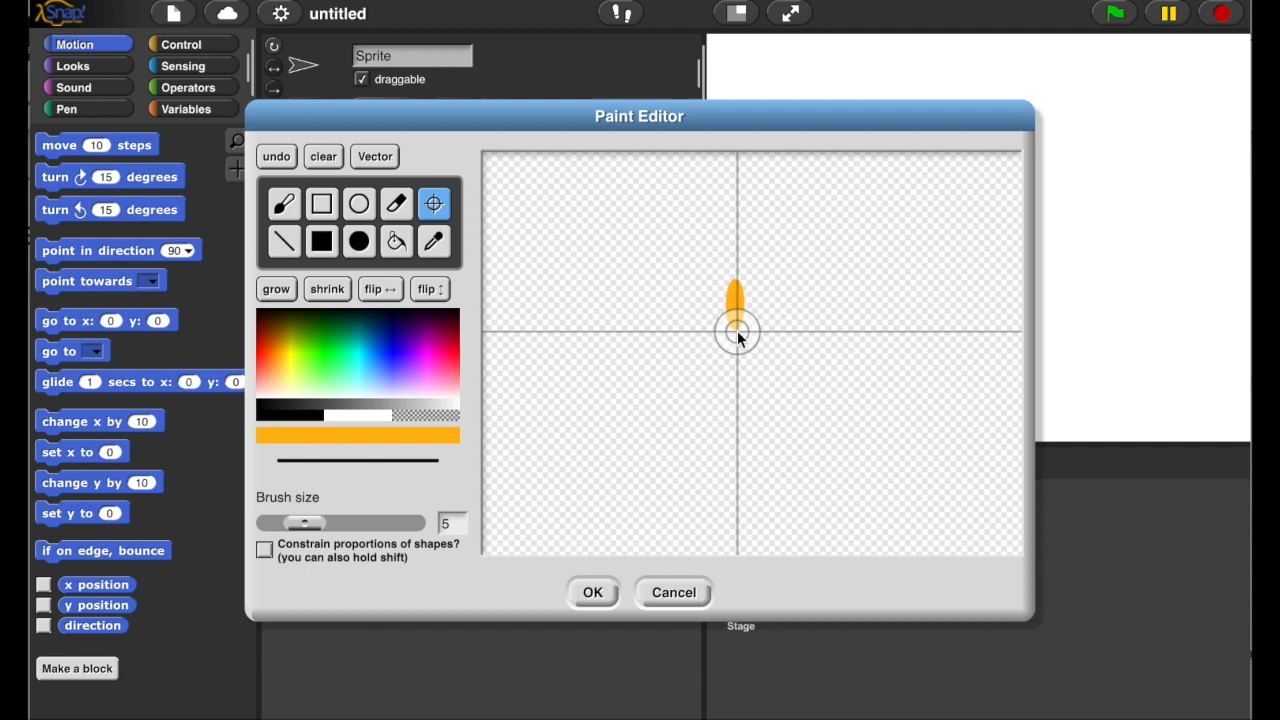 Snap! untitled
Motion Control
Looks Sensing
Sound Operators
Pen Variables
Sprite
draggable
Paint Editor
undo clear Vector
grow shrink flip ↔ flip ↕
Brush size
5
Constrain proportions of shapes?
(you can also hold shift)
OK Cancel
move 10 steps
turn ↻ 15 degrees
turn ↺ 15 degrees
point in direction 90
point towards
go to x: 0 y: 0
go to
glide 1 secs to x: 0 y: 0
change x by 10
set x to 0
change y by 10
set y to 0
if on edge, bounce
x position
y position
direction
Make a block
Stage